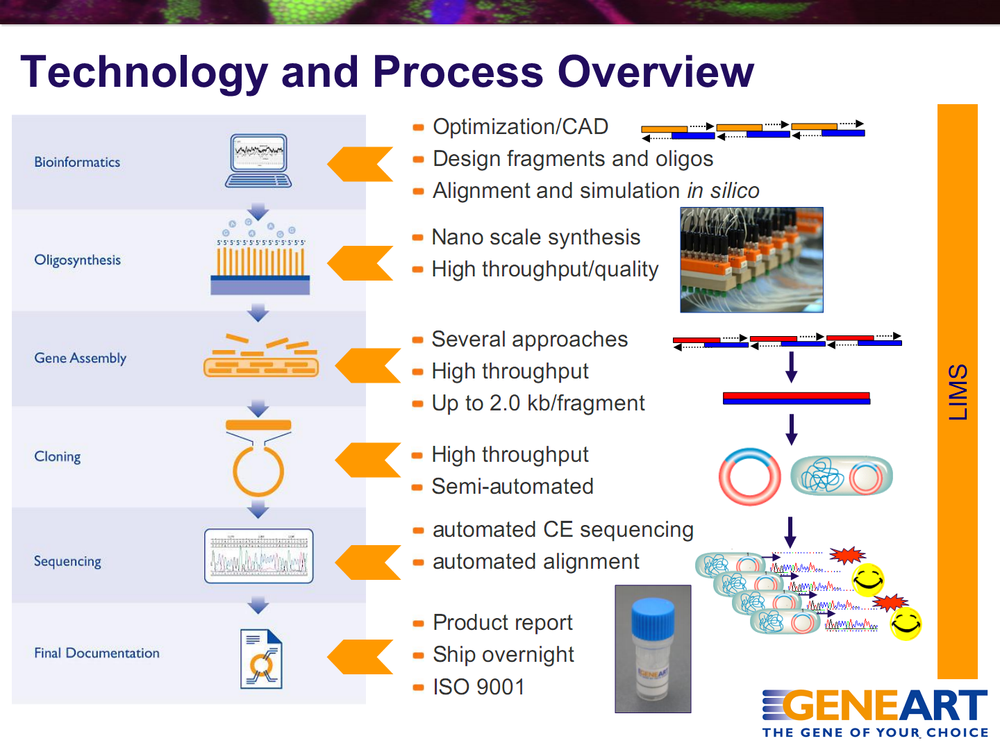 Technology and Process Overview
Bioinformatics
Optimization/CAD
Design fragments and oligos
Alignment and simulation in silico
Oligosynthesis
5' 5' 5' 5' 5' 5' 5' 5' 5' 5' 5' 5' 5' 5'
Nano scale synthesis
High throughput/quality
Gene Assembly
Several approaches
High throughput
Up to 2.0 kb/fragment
Cloning
High throughput
Semi-automated
Sequencing
automated CE sequencing
automated alignment
Final Documentation
Product report
Ship overnight
ISO 9001
LIMS
GENEART
GENEART
THE GENE OF YOUR CHOICE